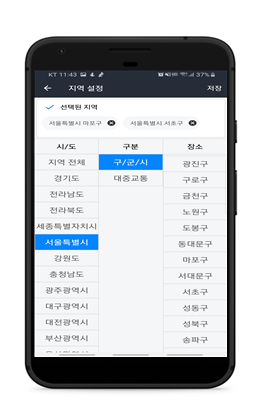 KT 11:43 37%
지역 설정 저장
선택된 지역
서울특별시 마포구 서울특별시 서초구
시/도 구분 장소
지역 전체 구/군/시 광진구
경기도 대중교통 구로구
전라남도 금천구
전라북도 노원구
세종특별자치시 도봉구
서울특별시 동대문구
강원도 마포구
충청남도 서대문구
광주광역시 서초구
대구광역시 성동구
대전광역시 성북구
부산광역시 송파구